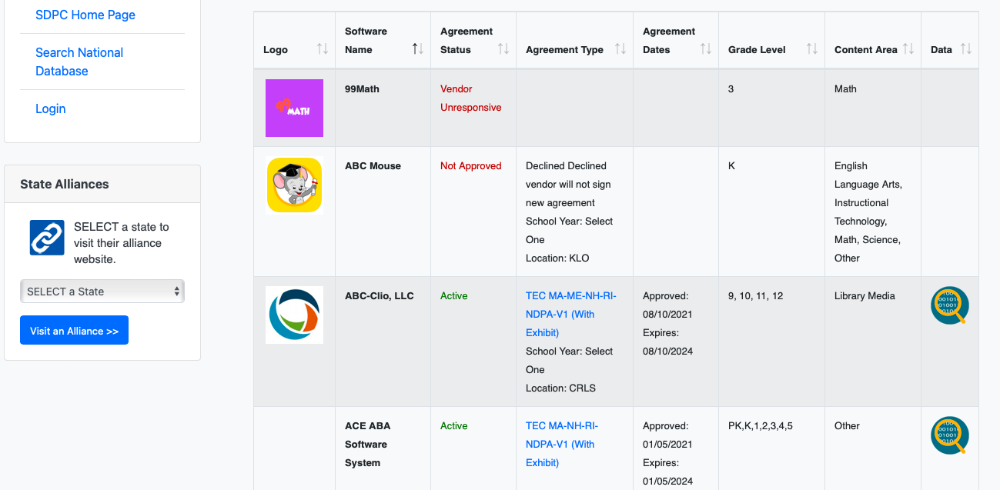 SDPC Home Page
Search National
Database
Login
State Alliances
SELECT a state to
visit their alliance
website.
SELECT a State
Visit an Alliance >>
Logo
Software
Name
Agreement
Status
Agreement Type
Agreement
Dates
Grade Level
Content Area
Data
99 MATH
99Math
Vendor
Unresponsive
3
Math
ABC Mouse
Not Approved
Declined Declined
vendor will not sign
new agreement
School Year: Select
One
Location: KLO
K
English
Language Arts,
Instructional
Technology,
Math, Science,
Other
ABC-Clio, LLC
Active
TEC MA-ME-NH-RI-
NDPA-V1 (With
Exhibit)
School Year: Select
One
Location: CRLS
Approved:
08/10/2021
Expires:
08/10/2024
9, 10, 11, 12
Library Media
ACE ABA
Software
System
Active
TEC MA-NH-RI-
NDPA-V1 (With
Exhibit)
Approved:
01/05/2021
Expires:
01/05/2024
PK,K,1,2,3,4,5
Other